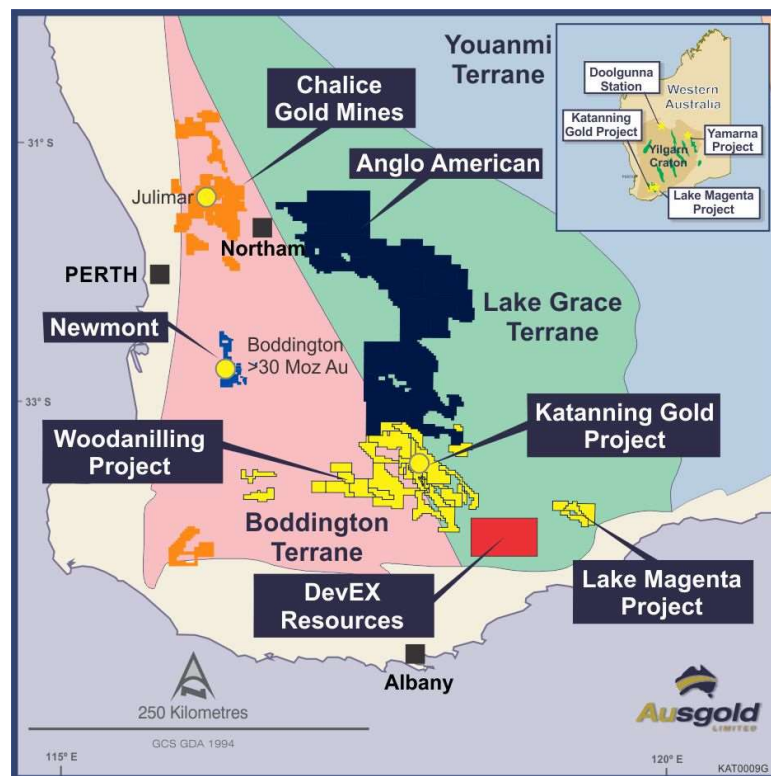 Youanmi
Terrane
Doolgunna
Station
Western
Australia
Katanning
Gold Project
Yamarna
Project
Yilgarn
Craton
Lake Magenta
Project
Chalice
Gold Mines
31° S
Anglo American
Julimar
Northam
PERTH
Lake Grace
Terrane
Newmont
Boddington
>30 Moz Au
33° S
Katanning Gold
Project
Woodanilling
Project
Boddington
Terrane
Lake Magenta
Project
DevEX
Resources
Albany
250 Kilometres
GCS GDA 1994
Ausgold
LIMITED
115° E
120° E
KAT0009G